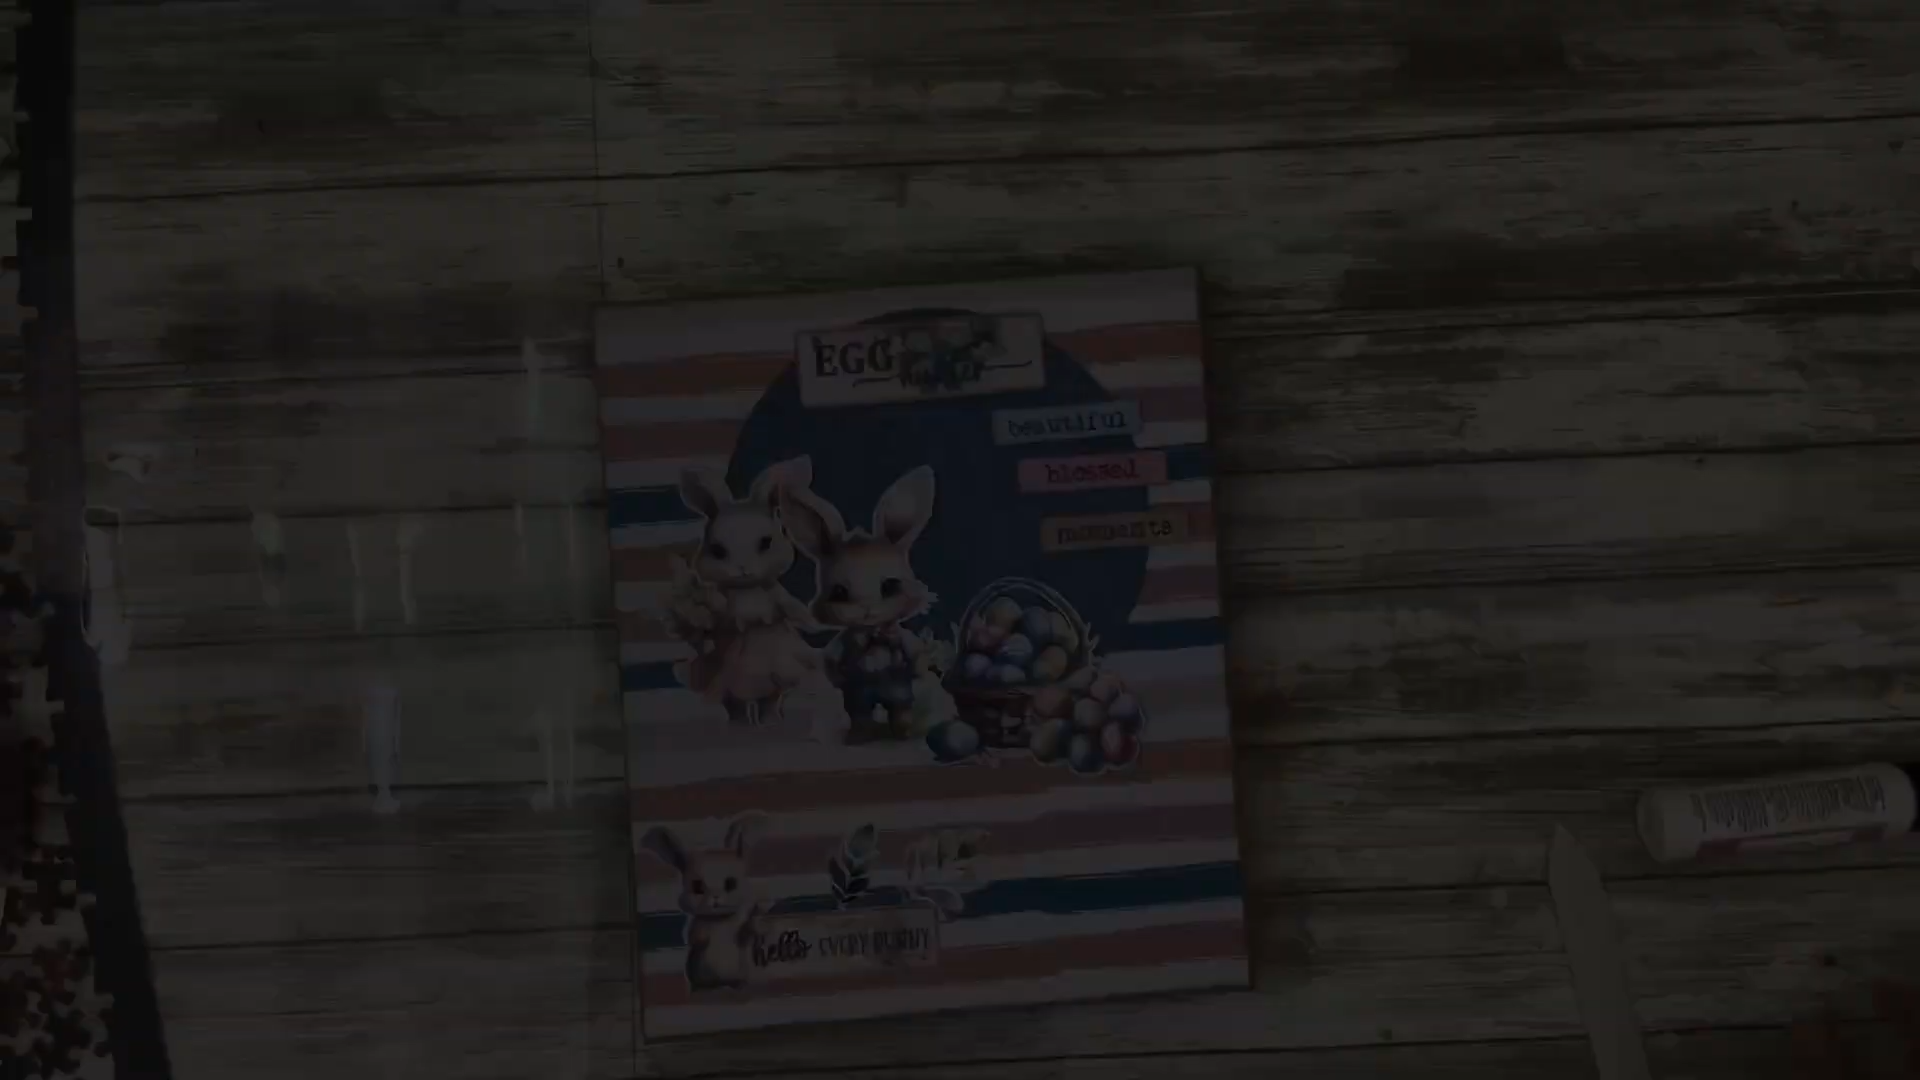 EGG
beautiful
blessed
moments
hello EVERY BUNNY